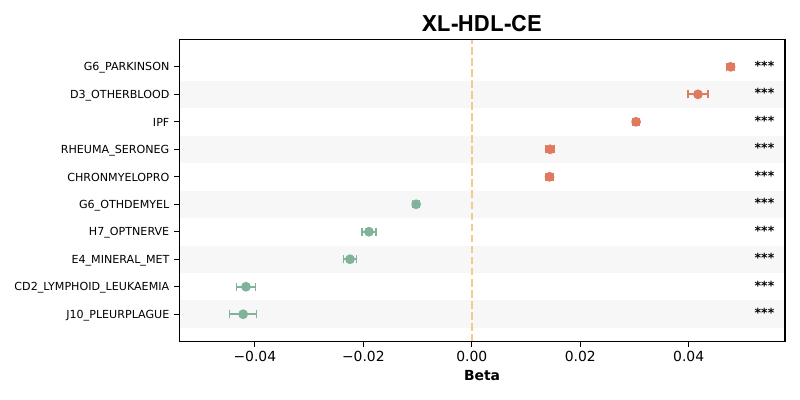 XL-HDL-CE
G6_PARKINSON ***
D3_OTHERBLOOD ***
IPF ***
RHEUMA_SERONEG ***
CHRONMYELOPRO ***
G6_OTHDEMYEL ***
H7_OPTNERVE ***
E4_MINERAL_MET ***
CD2_LYMPHOID_LEUKAEMIA ***
J10_PLEURPLAGUE ***
−0.04 −0.02 0.00 0.02 0.04
Beta